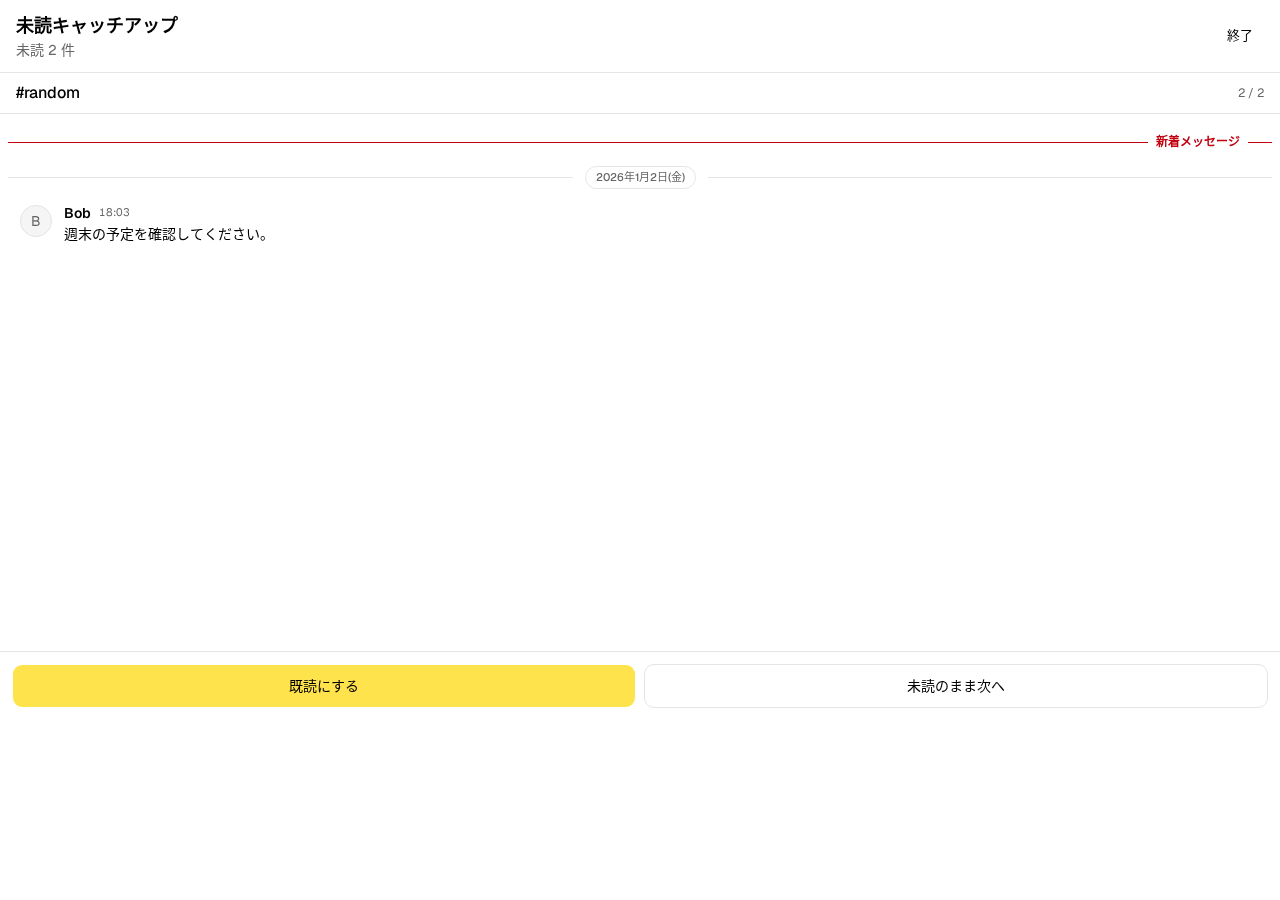 未読キャッチアップ
未読 2 件
終了
#random
2 / 2
新着メッセージ
2026年1月2日(金)
B
Bob 18:03
週末の予定を確認してください。
既読にする
未読のまま次へ